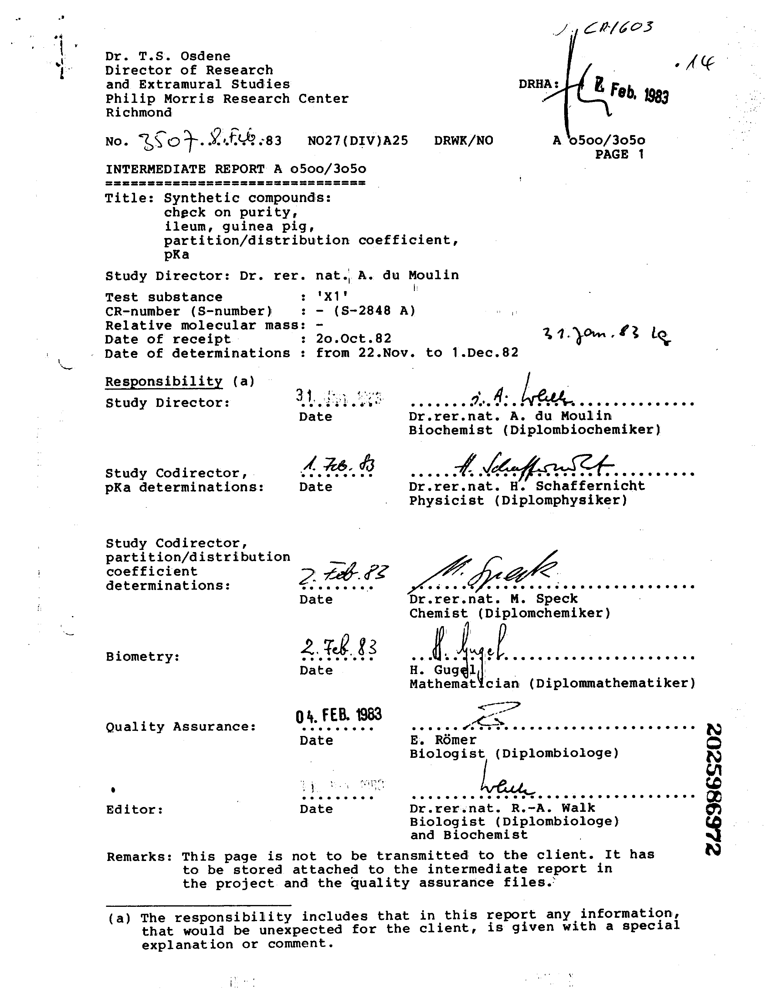 CR-1603
.14
Dr. T.S. Osdene
Director of Research
and Extramural Studies
Philip Morris Research Center
Richmond
DRHA: Feb. 1983
No. 3507. 8. Feb. 83 NO27(DIV)A25 DRWK/NO A o5oo/3o5o
PAGE 1
INTERMEDIATE REPORT A o5oo/3o5o
===============================
Title: Synthetic compounds:
check on purity,
ileum, guinea pig,
partition/distribution coefficient,
pKa
Study Director: Dr. rer. nat. A. du Moulin
Test substance : 'X1'
CR-number (S-number) : - (S-2848 A)
Relative molecular mass: -
Date of receipt : 2o.Oct.82
31. Jan. 83
Date of determinations : from 22.Nov. to 1.Dec.82
Responsibility (a)
Study Director: 31.
Date Dr.rer.nat. A. du Moulin
Biochemist (Diplombiochemiker)
1. Feb. 83 H. Schaffernicht
Study Codirector,
pKa determinations: Date Dr.rer.nat. H. Schaffernicht
Physicist (Diplomphysiker)
Study Codirector,
partition/distribution
coefficient
determinations: 2. Feb. 83 M. Speck
Date Dr.rer.nat. M. Speck
Chemist (Diplomchemiker)
Biometry: 2. Feb 83 H. Gugel
Date H. Gugel
Mathematician (Diplommathematiker)
Quality Assurance: 04. FEB. 1983
Date E. Römer
Biologist (Diplombiologe)
Editor: Date Dr.rer.nat. R.-A. Walk
Biologist (Diplombiologe)
and Biochemist
Remarks: This page is not to be transmitted to the client. It has
to be stored attached to the intermediate report in
the project and the quality assurance files.
(a) The responsibility includes that in this report any information,
that would be unexpected for the client, is given with a special
explanation or comment.
2025986972